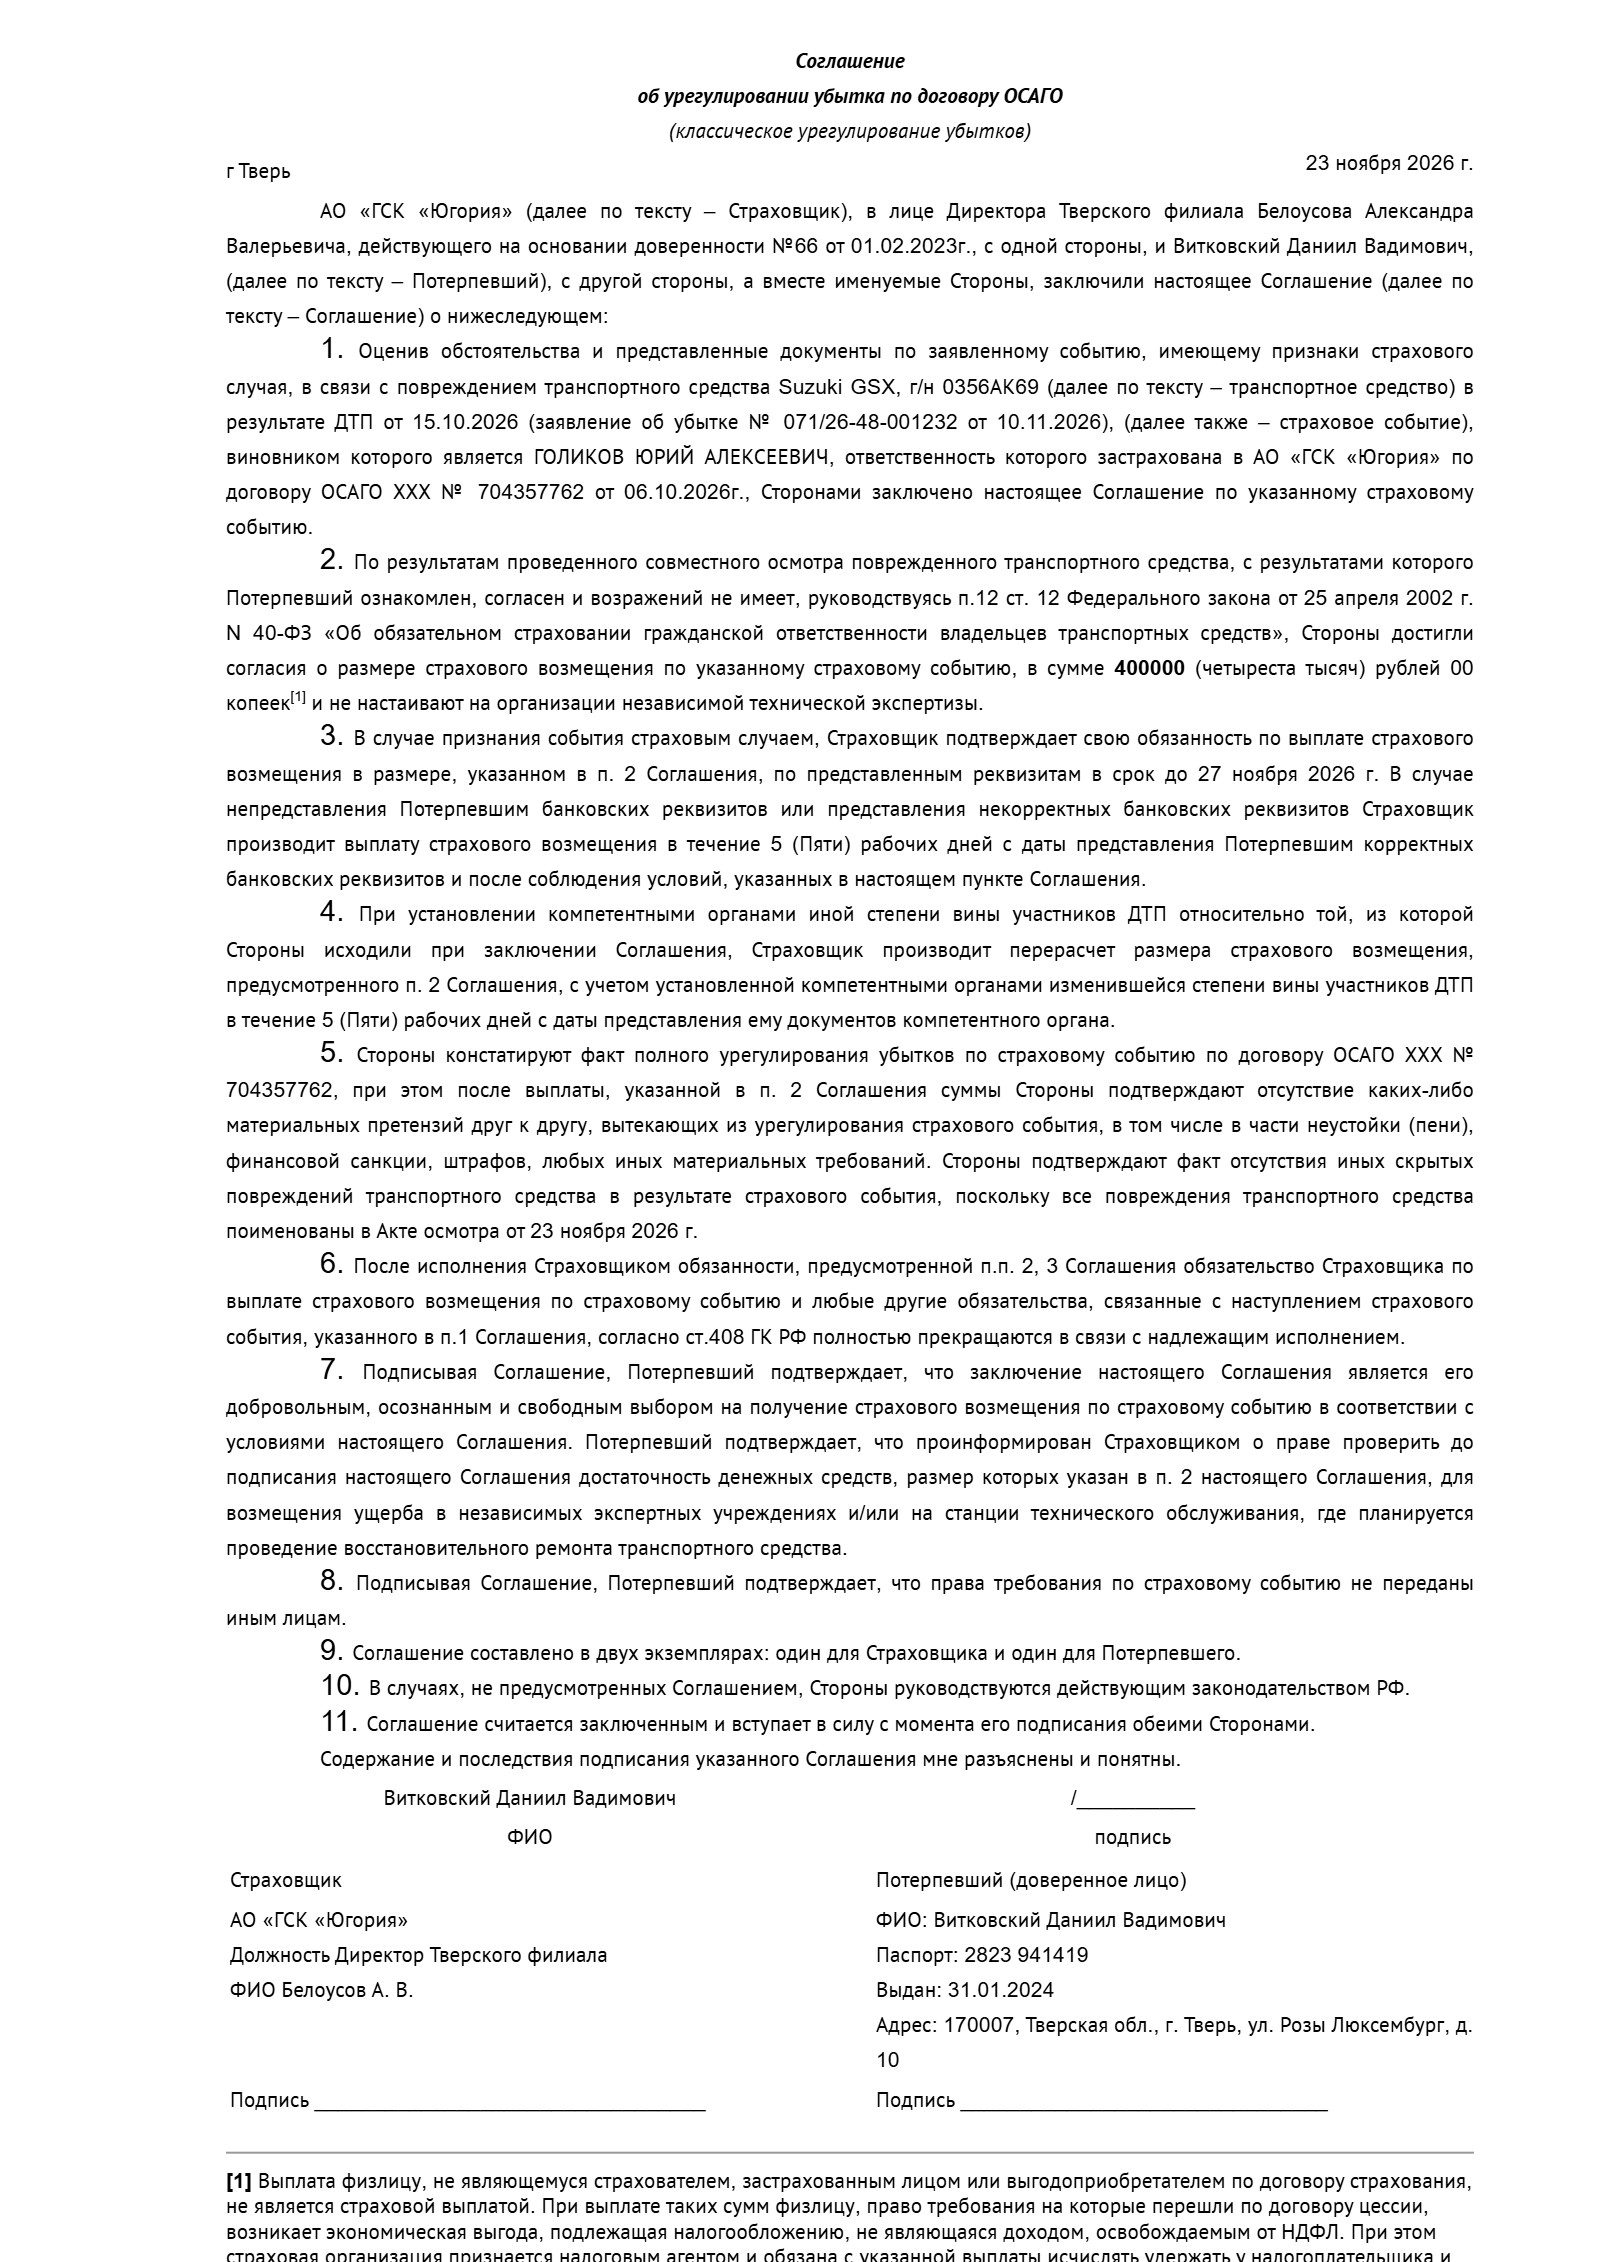 Соглашение
об урегулировании убытка по договору ОСАГО
(классическое урегулирование убытков)
г Тверь
23 ноября 2026 г.
АО «ГСК «Югория» (далее по тексту – Страховщик), в лице Директора Тверского филиала Белоусова Александра
Валерьевича, действующего на основании доверенности №66 от 01.02.2023г., с одной стороны, и Витковский Даниил Вадимович,
(далее по тексту – Потерпевший), с другой стороны, а вместе именуемые Стороны, заключили настоящее Соглашение (далее по
тексту – Соглашение) о нижеследующем:
1. Оценив обстоятельства и представленные документы по заявленному событию, имеющему признаки страхового
случая, в связи с повреждением транспортного средства Suzuki GSX, г/н 0356АК69 (далее по тексту – транспортное средство) в
результате ДТП от 15.10.2026 (заявление об убытке № 071/26-48-001232 от 10.11.2026), (далее также – страховое событие),
виновником которого является ГОЛИКОВ ЮРИЙ АЛЕКСЕЕВИЧ, ответственность которого застрахована в АО «ГСК «Югория» по
договору ОСАГО ХХХ № 704357762 от 06.10.2026г., Сторонами заключено настоящее Соглашение по указанному страховому
событию.
2. По результатам проведенного совместного осмотра поврежденного транспортного средства, с результатами которого
Потерпевший ознакомлен, согласен и возражений не имеет, руководствуясь п.12 ст. 12 Федерального закона от 25 апреля 2002 г.
N 40-ФЗ «Об обязательном страховании гражданской ответственности владельцев транспортных средств», Стороны достигли
согласия о размере страхового возмещения по указанному страховому событию, в сумме 400000 (четыреста тысяч) рублей 00
копеек[1] и не настаивают на организации независимой технической экспертизы.
3. В случае признания события страховым случаем, Страховщик подтверждает свою обязанность по выплате страхового
возмещения в размере, указанном в п. 2 Соглашения, по представленным реквизитам в срок до 27 ноября 2026 г. В случае
непредставления Потерпевшим банковских реквизитов или представления некорректных банковских реквизитов Страховщик
производит выплату страхового возмещения в течение 5 (Пяти) рабочих дней с даты представления Потерпевшим корректных
банковских реквизитов и после соблюдения условий, указанных в настоящем пункте Соглашения.
4. При установлении компетентными органами иной степени вины участников ДТП относительно той, из которой
Стороны исходили при заключении Соглашения, Страховщик производит перерасчет размера страхового возмещения,
предусмотренного п. 2 Соглашения, с учетом установленной компетентными органами изменившейся степени вины участников ДТП
в течение 5 (Пяти) рабочих дней с даты представления ему документов компетентного органа.
5. Стороны констатируют факт полного урегулирования убытков по страховому событию по договору ОСАГО ХХХ №
704357762, при этом после выплаты, указанной в п. 2 Соглашения суммы Стороны подтверждают отсутствие каких-либо
материальных претензий друг к другу, вытекающих из урегулирования страхового события, в том числе в части неустойки (пени),
финансовой санкции, штрафов, любых иных материальных требований. Стороны подтверждают факт отсутствия иных скрытых
повреждений транспортного средства в результате страхового события, поскольку все повреждения транспортного средства
поименованы в Акте осмотра от 23 ноября 2026 г.
6. После исполнения Страховщиком обязанности, предусмотренной п.п. 2, 3 Соглашения обязательство Страховщика по
выплате страхового возмещения по страховому событию и любые другие обязательства, связанные с наступлением страхового
события, указанного в п.1 Соглашения, согласно ст.408 ГК РФ полностью прекращаются в связи с надлежащим исполнением.
7. Подписывая Соглашение, Потерпевший подтверждает, что заключение настоящего Соглашения является его
добровольным, осознанным и свободным выбором на получение страхового возмещения по страховому событию в соответствии с
условиями настоящего Соглашения. Потерпевший подтверждает, что проинформирован Страховщиком о праве проверить до
подписания настоящего Соглашения достаточность денежных средств, размер которых указан в п. 2 настоящего Соглашения, для
возмещения ущерба в независимых экспертных учреждениях и/или на станции технического обслуживания, где планируется
проведение восстановительного ремонта транспортного средства.
8. Подписывая Соглашение, Потерпевший подтверждает, что права требования по страховому событию не переданы
иным лицам.
9. Соглашение составлено в двух экземплярах: один для Страховщика и один для Потерпевшего.
10. В случаях, не предусмотренных Соглашением, Стороны руководствуются действующим законодательством РФ.
11. Соглашение считается заключенным и вступает в силу с момента его подписания обеими Сторонами.
Содержание и последствия подписания указанного Соглашения мне разъяснены и понятны.
Витковский Даниил Вадимович /___________
ФИО подпись
Страховщик
АО «ГСК «Югория»
Должность Директор Тверского филиала
ФИО Белоусов А. В.
Подпись ____________________________________
Потерпевший (доверенное лицо)
ФИО: Витковский Даниил Вадимович
Паспорт: 2823 941419
Выдан: 31.01.2024
Адрес: 170007, Тверская обл., г. Тверь, ул. Розы Люксембург, д.
10
Подпись __________________________________
[1] Выплата физлицу, не являющемуся страхователем, застрахованным лицом или выгодоприобретателем по договору страхования,
не является страховой выплатой. При выплате таких сумм физлицу, право требования на которые перешли по договору цессии,
возникает экономическая выгода, подлежащая налогообложению, не являющаяся доходом, освобождаемым от НДФЛ. При этом
страховая организация признается налоговым агентом и обязана с указанной выплаты исчислять удержать у налогоплательщика и